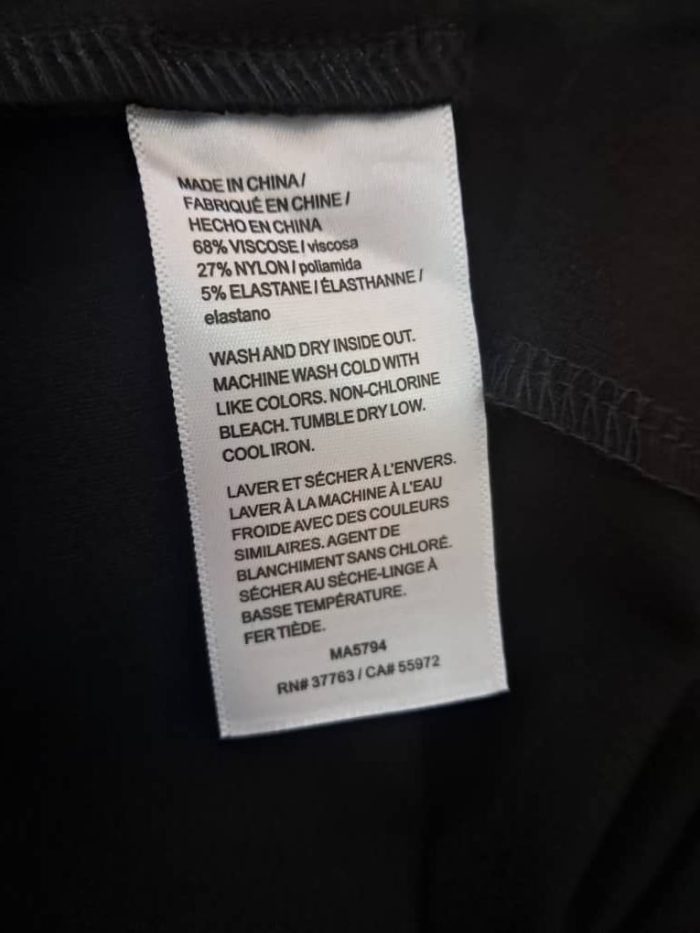 MADE IN CHINA /
FABRIQUÉ EN CHINE /
HECHO EN CHINA
68% VISCOSE / viscosa
27% NYLON / poliamida
5% ELASTANE / ÉLASTHANNE /
elastano
WASH AND DRY INSIDE OUT.
MACHINE WASH COLD WITH
LIKE COLORS. NON-CHLORINE
BLEACH. TUMBLE DRY LOW.
COOL IRON.
LAVER ET SÉCHER À L'ENVERS.
LAVER À LA MACHINE À L'EAU
FROIDE AVEC DES COULEURS
SIMILAIRES. AGENT DE
BLANCHIMENT SANS CHLORÉ.
SÉCHER AU SÈCHE-LINGE À
BASSE TEMPÉRATURE.
FER TIÈDE.
MA5794
RN# 37763 / CA# 55972